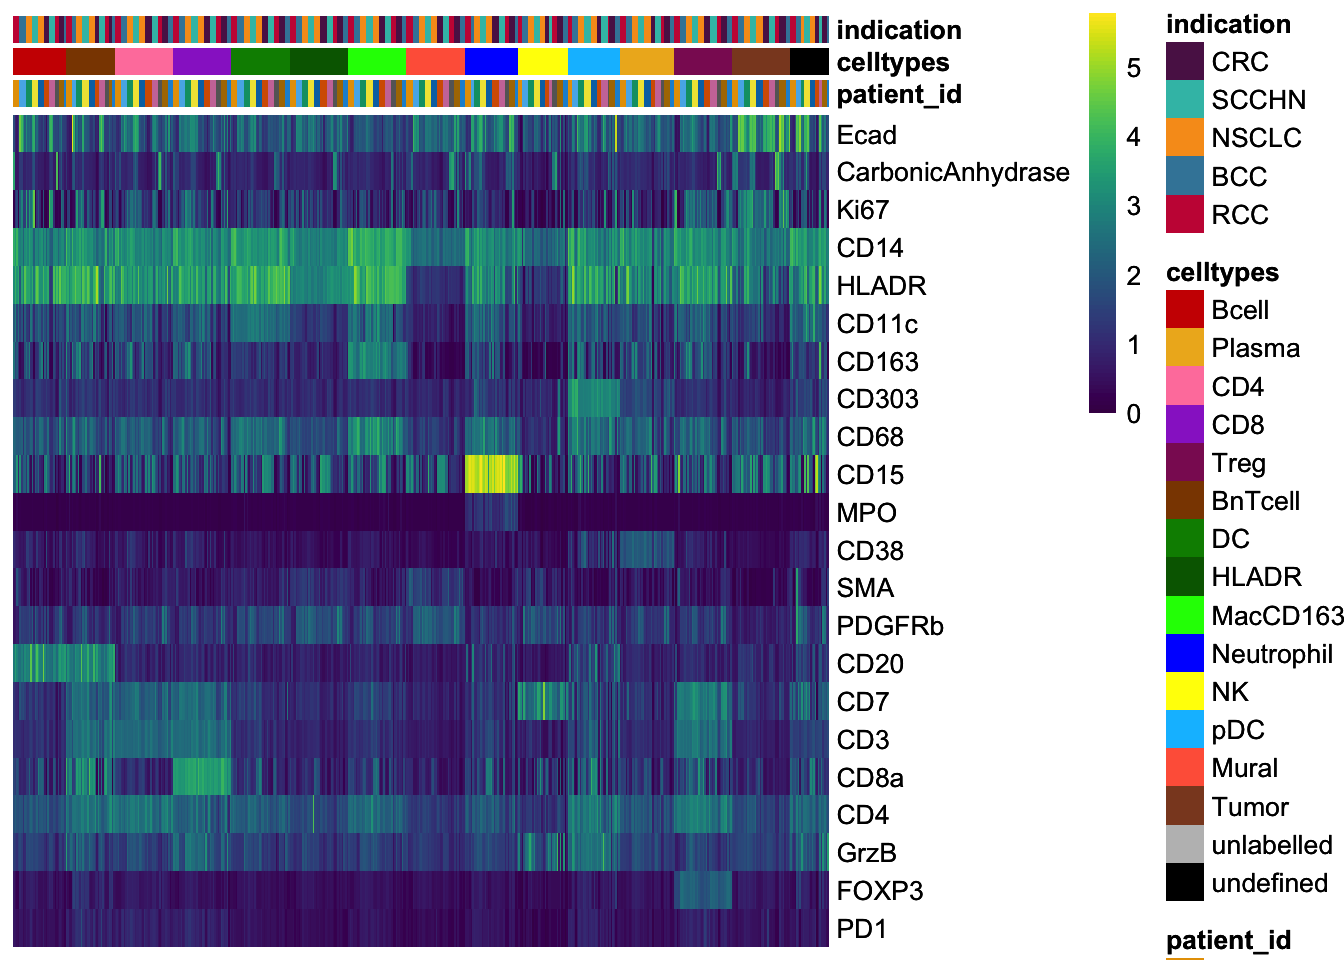 indication
celltypes
patient_id
Ecad
CarbonicAnhydrase
Ki67
CD14
HLADR
CD11c
CD163
CD303
CD68
CD15
MPO
CD38
SMA
PDGFRb
CD20
CD7
CD3
CD8a
CD4
GrzB
FOXP3
PD1
5
4
3
2
1
0
indication
CRC
SCCHN
NSCLC
BCC
RCC
celltypes
Bcell
Plasma
CD4
CD8
Treg
BnTcell
DC
HLADR
MacCD163
Neutrophil
NK
pDC
Mural
Tumor
unlabelled
undefined
patient_id